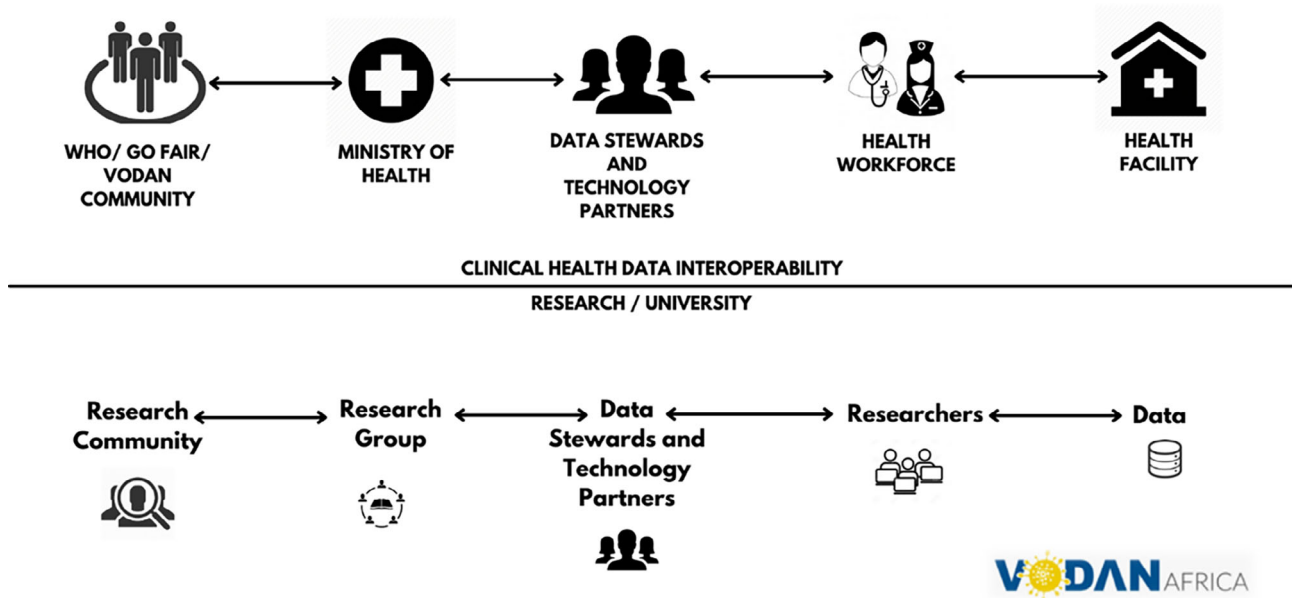 WHO/ GO FAIR/
VODAN
COMMUNITY
MINISTRY OF
HEALTH
DATA STEWARDS
AND
TECHNOLOGY
PARTNERS
HEALTH
WORKFORCE
HEALTH
FACILITY
CLINICAL HEALTH DATA INTEROPERABILITY
RESEARCH / UNIVERSITY
Research
Community
Research
Group
Data
Stewards and
Technology
Partners
Researchers
Data
VODAN AFRICA